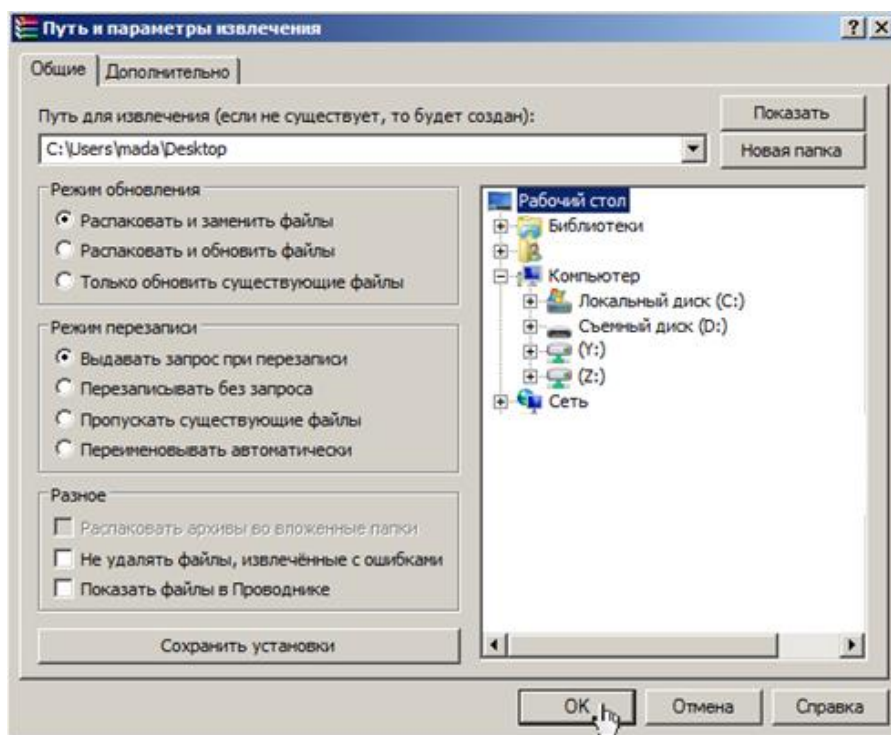 Путь и параметры извлечения
Общие
Дополнительно
Путь для извлечения (если не существует, то будет создан):
Показать
C:\Users\mada\Desktop
Новая папка
Режим обновления
Распаковать и заменить файлы
Распаковать и обновить файлы
Только обновить существующие файлы
Режим перезаписи
Выдавать запрос при перезаписи
Перезаписывать без запроса
Пропускать существующие файлы
Переименовывать автоматически
Разное
Распаковать архивы во вложенные папки
Не удалять файлы, извлечённые с ошибками
Показать файлы в Проводнике
Сохранить установки
Рабочий стол
Библиотеки
Компьютер
Локальный диск (C:)
Съемный диск (D:)
(Y:)
(Z:)
Сеть
OK
Отмена
Справка